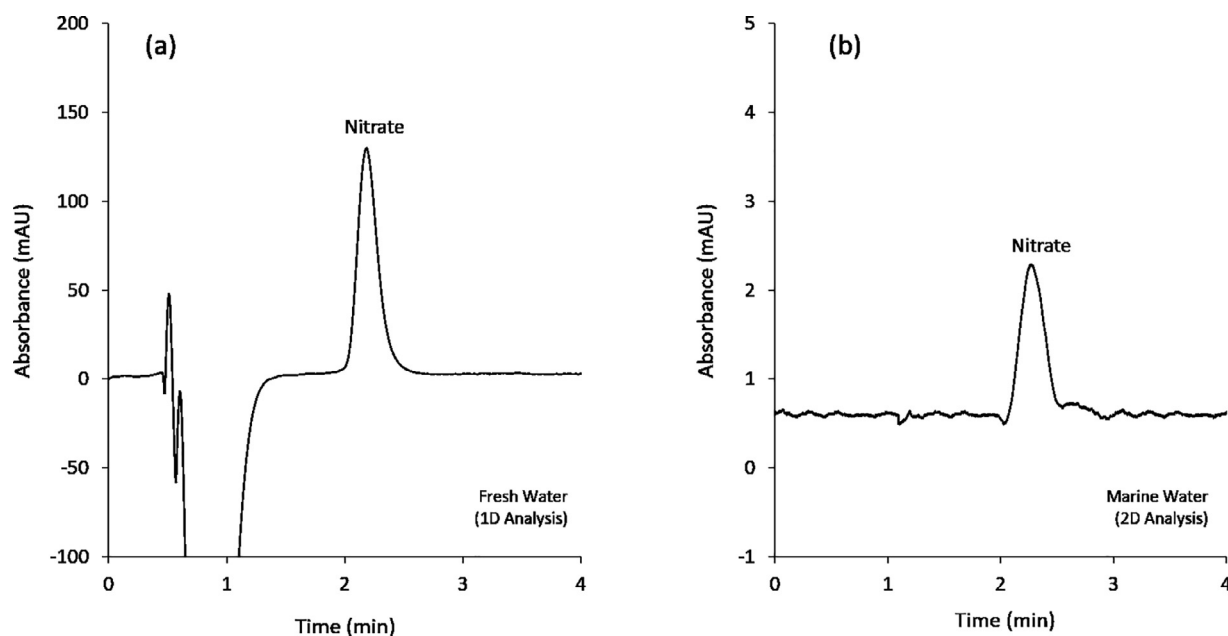 (a)
200
150
100
50
0
-50
-100
Absorbance (mAU)
Nitrate
Fresh Water
(1D Analysis)
0
1
2
3
4
Time (min)
(b)
5
4
3
2
1
0
-1
Absorbance (mAU)
Nitrate
Marine Water
(2D Analysis)
0
1
2
3
4
Time (min)